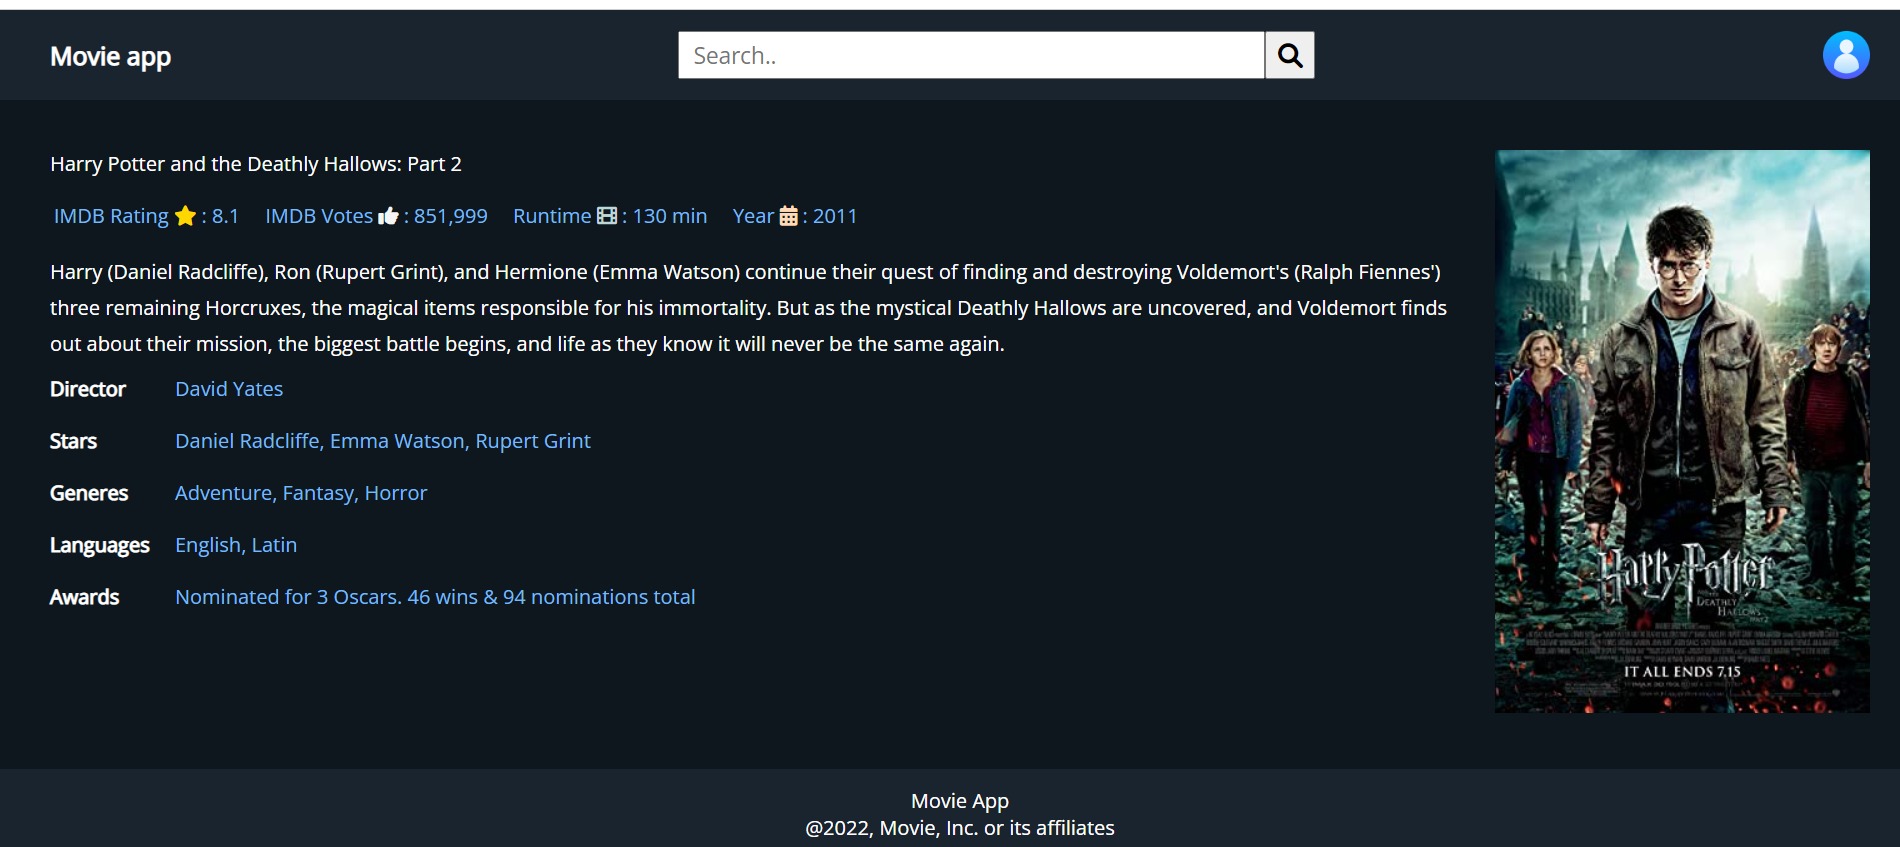 Movie app
Search..
Harry Potter and the Deathly Hallows: Part 2
IMDB Rating : 8.1 IMDB Votes : 851,999 Runtime : 130 min Year : 2011
Harry (Daniel Radcliffe), Ron (Rupert Grint), and Hermione (Emma Watson) continue their quest of finding and destroying Voldemort's (Ralph Fiennes')
three remaining Horcruxes, the magical items responsible for his immortality. But as the mystical Deathly Hallows are uncovered, and Voldemort finds
out about their mission, the biggest battle begins, and life as they know it will never be the same again.
Director David Yates
Stars Daniel Radcliffe, Emma Watson, Rupert Grint
Generes Adventure, Fantasy, Horror
Languages English, Latin
Awards Nominated for 3 Oscars. 46 wins & 94 nominations total
Harry Potter
AND THE
DEATHLY
HALLOWS
PART 2
IT ALL ENDS 7.15
Movie App
@2022, Movie, Inc. or its affiliates